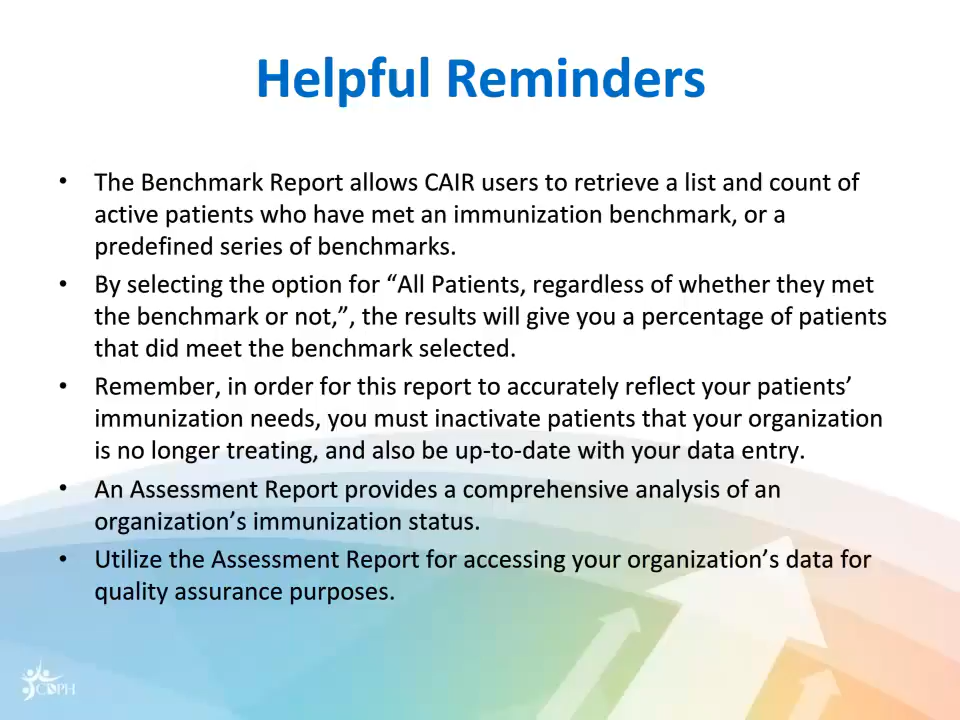 Helpful Reminders
• The Benchmark Report allows CAIR users to retrieve a list and count of
active patients who have met an immunization benchmark, or a
predefined series of benchmarks.
• By selecting the option for “All Patients, regardless of whether they met
the benchmark or not,”, the results will give you a percentage of patients
that did meet the benchmark selected.
• Remember, in order for this report to accurately reflect your patients’
immunization needs, you must inactivate patients that your organization
is no longer treating, and also be up-to-date with your data entry.
• An Assessment Report provides a comprehensive analysis of an
organization’s immunization status.
• Utilize the Assessment Report for accessing your organization’s data for
quality assurance purposes.
CDPH